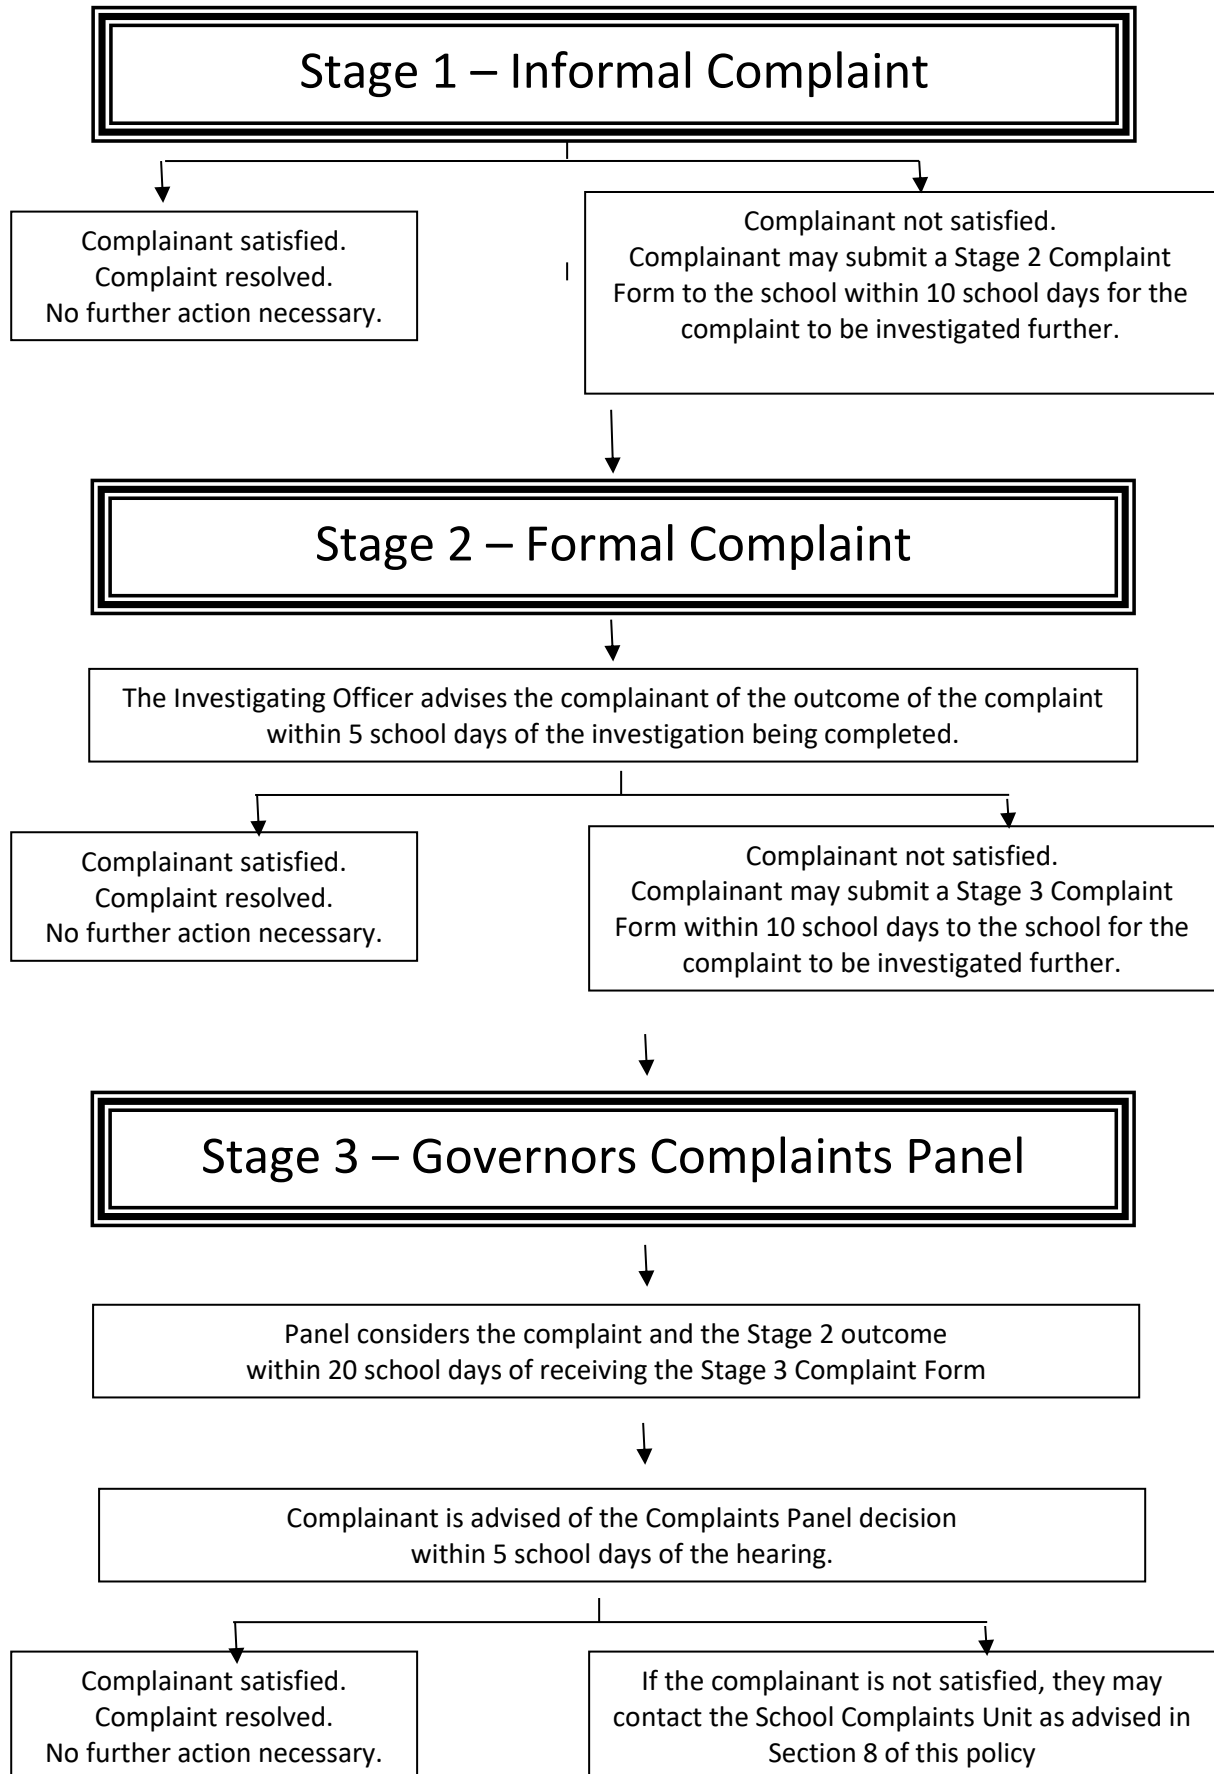 Stage 1 – Informal Complaint
Complainant satisfied.
Complaint resolved.
No further action necessary.
Complainant not satisfied.
Complainant may submit a Stage 2 Complaint
Form to the school within 10 school days for the
complaint to be investigated further.
Stage 2 – Formal Complaint
The Investigating Officer advises the complainant of the outcome of the complaint
within 5 school days of the investigation being completed.
Complainant satisfied.
Complaint resolved.
No further action necessary.
Complainant not satisfied.
Complainant may submit a Stage 3 Complaint
Form within 10 school days to the school for the
complaint to be investigated further.
Stage 3 – Governors Complaints Panel
Panel considers the complaint and the Stage 2 outcome
within 20 school days of receiving the Stage 3 Complaint Form
Complainant is advised of the Complaints Panel decision
within 5 school days of the hearing.
Complainant satisfied.
Complaint resolved.
No further action necessary.
If the complainant is not satisfied, they may
contact the School Complaints Unit as advised in
Section 8 of this policy